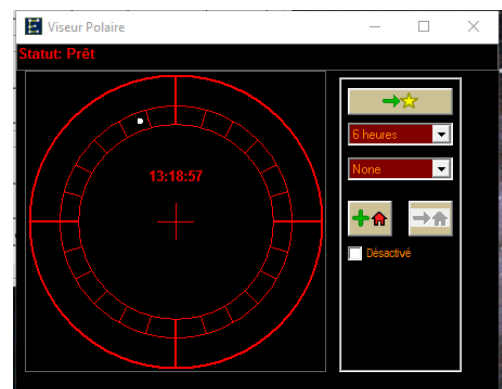 Viseur Polaire
Statut: Prêt
13:18:57
6 heures
None
Désactivé